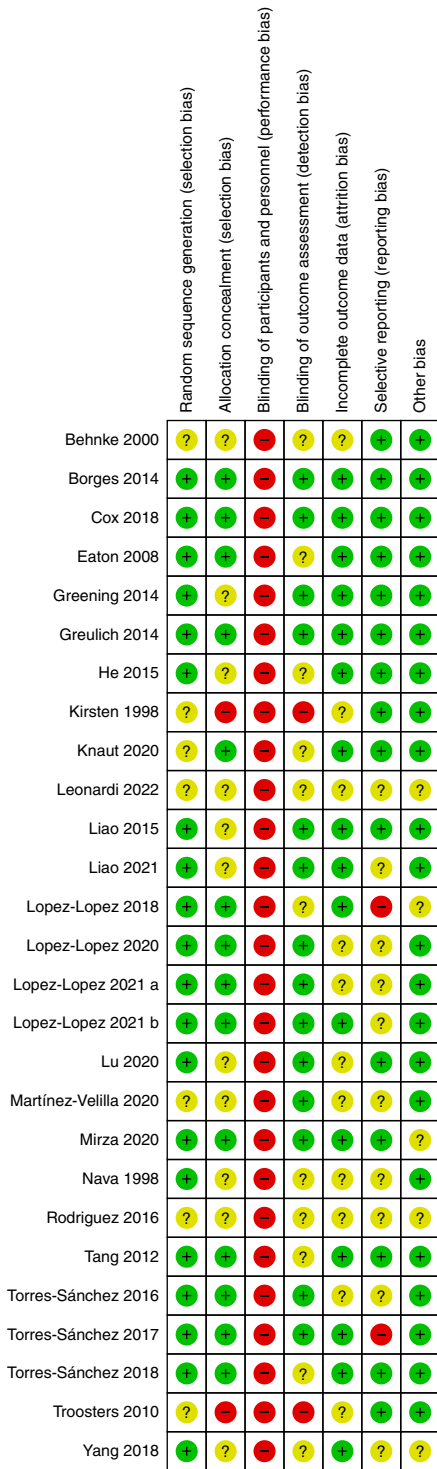 Random sequence generation (selection bias)
Allocation concealment (selection bias)
Blinding of participants and personnel (performance bias)
Blinding of outcome assessment (detection bias)
Incomplete outcome data (attrition bias)
Selective reporting (reporting bias)
Other bias
Behnke 2000 ? ? − ? ? + +
Borges 2014 + + − + + + +
Cox 2018 + + − + + + +
Eaton 2008 + + − ? + + +
Greening 2014 + ? − + + + +
Greulich 2014 + + − + + + +
He 2015 + ? − ? + + +
Kirsten 1998 ? − − − ? + +
Knaut 2020 ? + − ? + + +
Leonardi 2022 ? ? − ? ? ? ?
Liao 2015 + ? − + + + +
Liao 2021 + ? − + + ? +
Lopez-Lopez 2018 + + − ? + − ?
Lopez-Lopez 2020 + + − + ? ? +
Lopez-Lopez 2021 a + + − + ? ? +
Lopez-Lopez 2021 b + + − + + ? +
Lu 2020 + ? − + ? + +
Martínez-Velilla 2020 ? ? − + ? ? +
Mirza 2020 + + − + + + ?
Nava 1998 + ? − ? ? ? +
Rodriguez 2016 ? ? − ? ? ? ?
Tang 2012 + + − ? + + +
Torres-Sánchez 2016 + + − + ? ? +
Torres-Sánchez 2017 + + − + + − +
Torres-Sánchez 2018 + + − ? + + +
Troosters 2010 ? − − − ? + +
Yang 2018 + ? − ? + ? ?